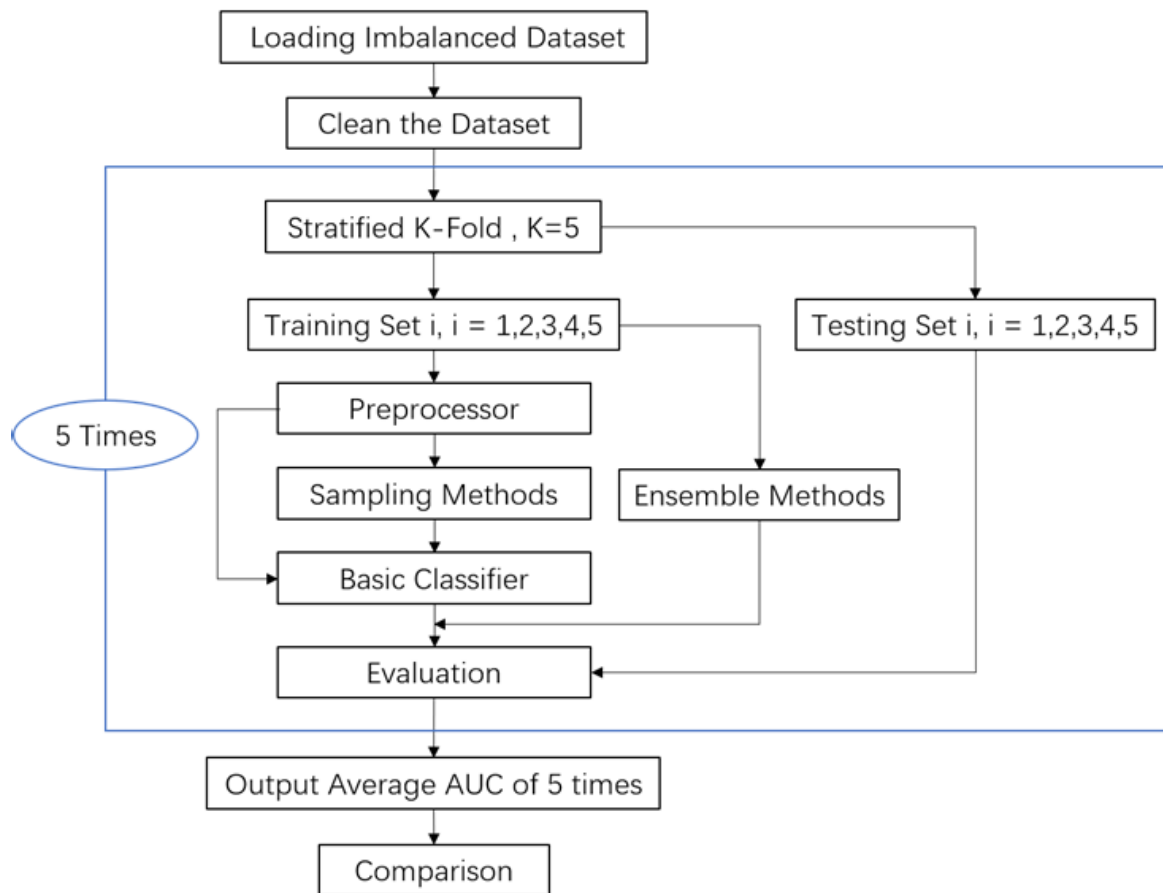 Loading Imbalanced Dataset
Clean the Dataset
Stratified K-Fold , K=5
Training Set i, i = 1,2,3,4,5
Testing Set i, i = 1,2,3,4,5
Preprocessor
5 Times
Sampling Methods
Ensemble Methods
Basic Classifier
Evaluation
Output Average AUC of 5 times
Comparison